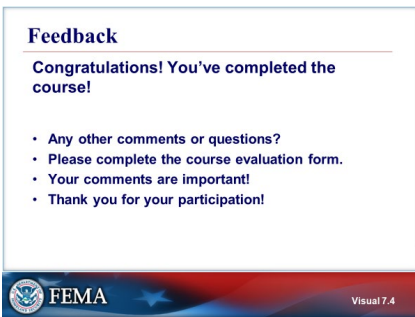 Feedback
Congratulations! You've completed the
course!
• Any other comments or questions?
• Please complete the course evaluation form.
• Your comments are important!
• Thank you for your participation!
FEMA
Visual 7.4